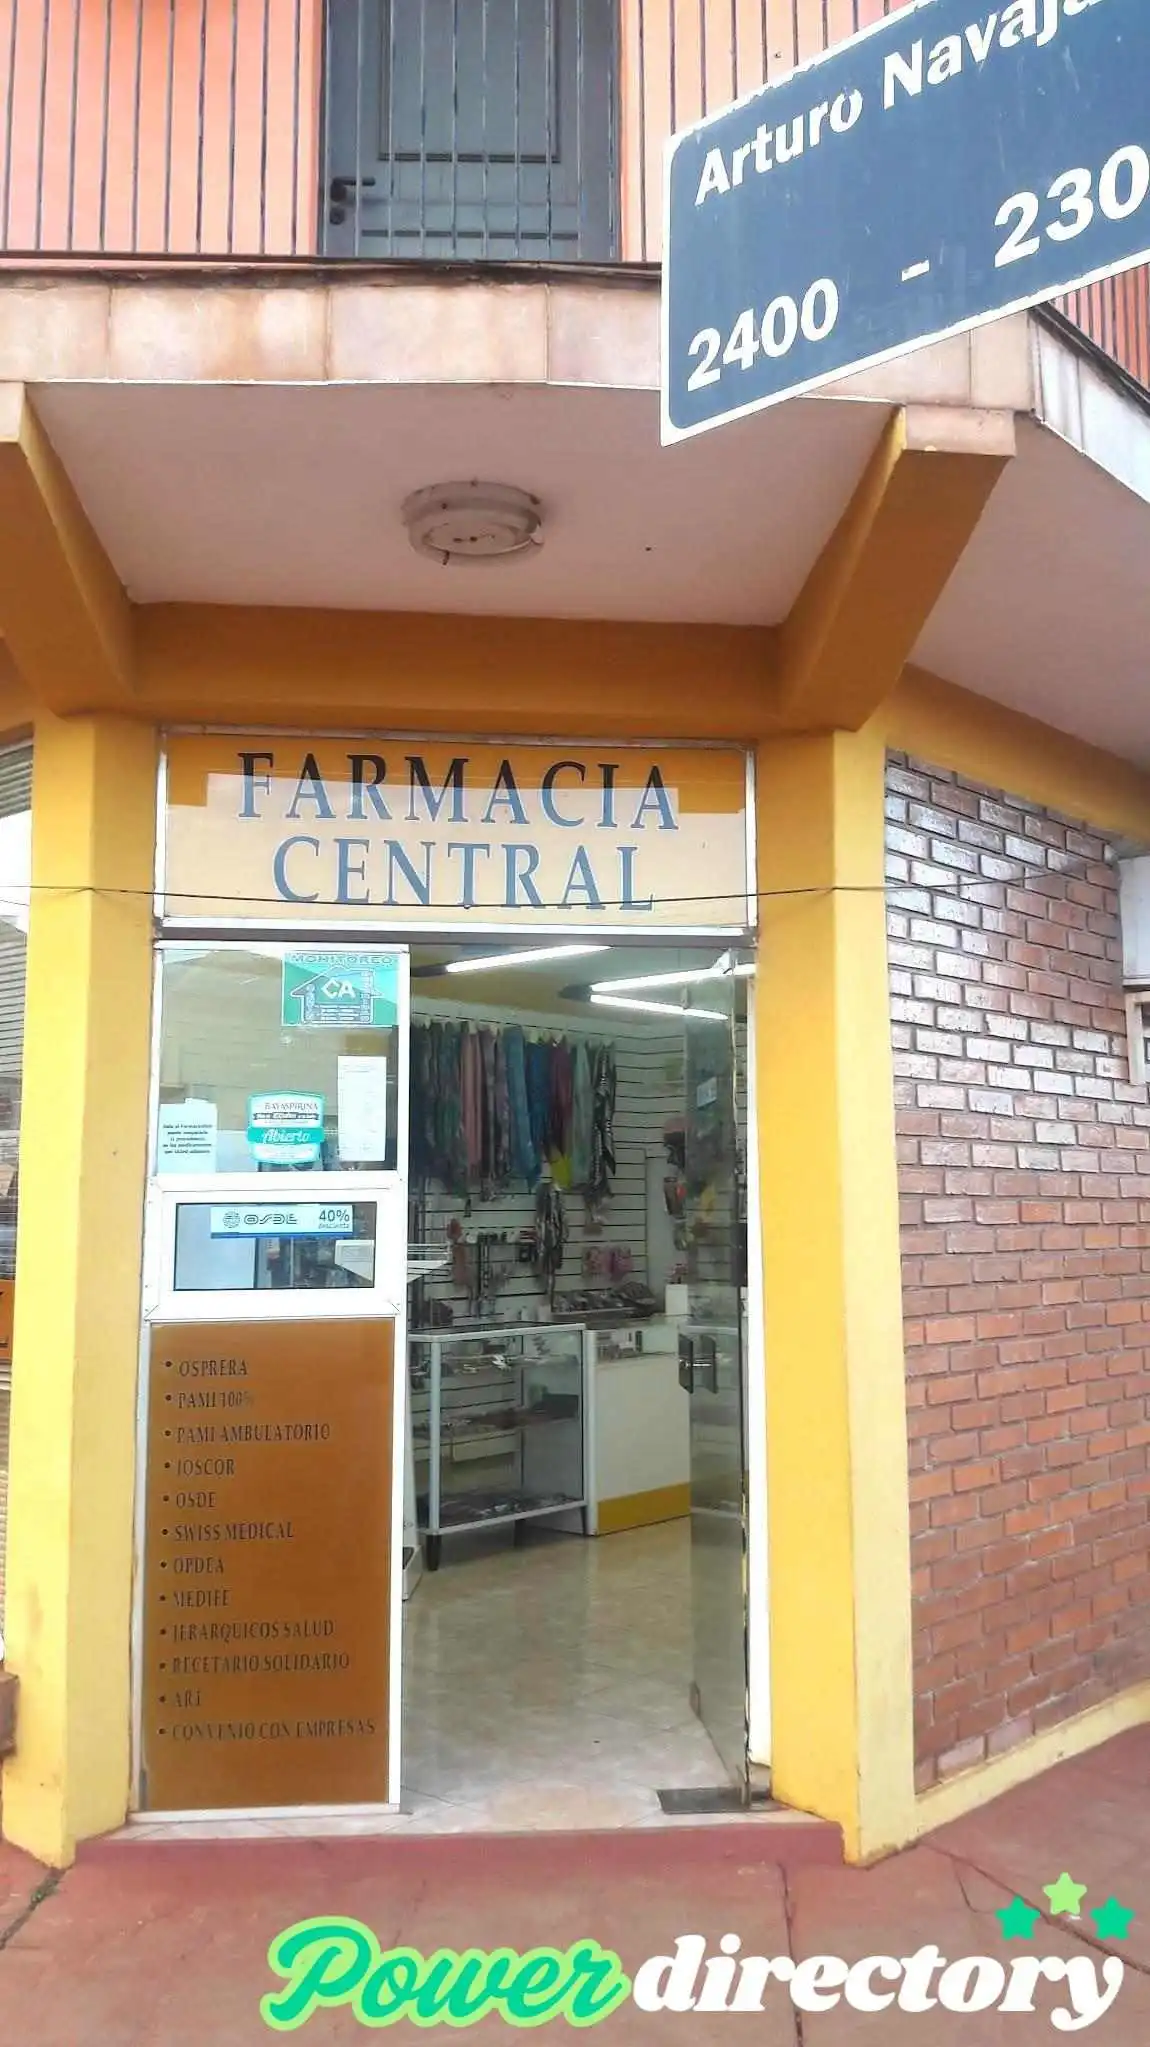 Arturo Navaja
2400 - 230
FARMACIA
CENTRAL
MONITOREO
CA
BAYASPIRINA
Abierto
OSDE 40%
• OSPRERA
• PAMI 100%
• PAMI AMBULATORIO
• IOSCOR
• OSDE
• SWISS MEDICAL
• OPDEA
• MEDIFE
• JERARQUICOS SALUD
• RECETARIO SOLIDARIO
• ART
• CONVENIO CON EMPRESAS
Power directory